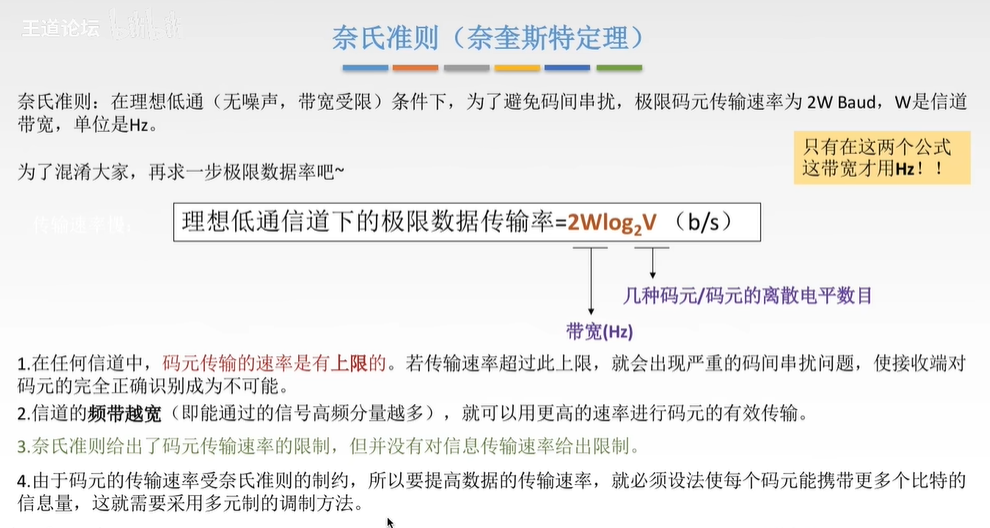 王道论坛
奈氏准则（奈奎斯特定理）
奈氏准则：在理想低通（无噪声，带宽受限）条件下，为了避免码间串扰，极限码元传输速率为 2W Baud，W是信道
带宽，单位是Hz。
只有在这两个公式
这带宽才用Hz！！
为了混淆大家，再求一步极限数据率吧~
理想低通信道下的极限数据传输率=2Wlog₂V （b/s）
几种码元/码元的离散电平数目
带宽(Hz)
1.在任何信道中，码元传输的速率是有上限的。若传输速率超过此上限，就会出现严重的码间串扰问题，使接收端对
码元的完全正确识别成为不可能。
2.信道的频带越宽（即能通过的信号高频分量越多），就可以用更高的速率进行码元的有效传输。
3.奈氏准则给出了码元传输速率的限制，但并没有对信息传输速率给出限制。
4.由于码元的传输速率受奈氏准则的制约，所以要提高数据的传输速率，就必须设法使每个码元能携带更多个比特的
信息量，这就需要采用多元制的调制方法。